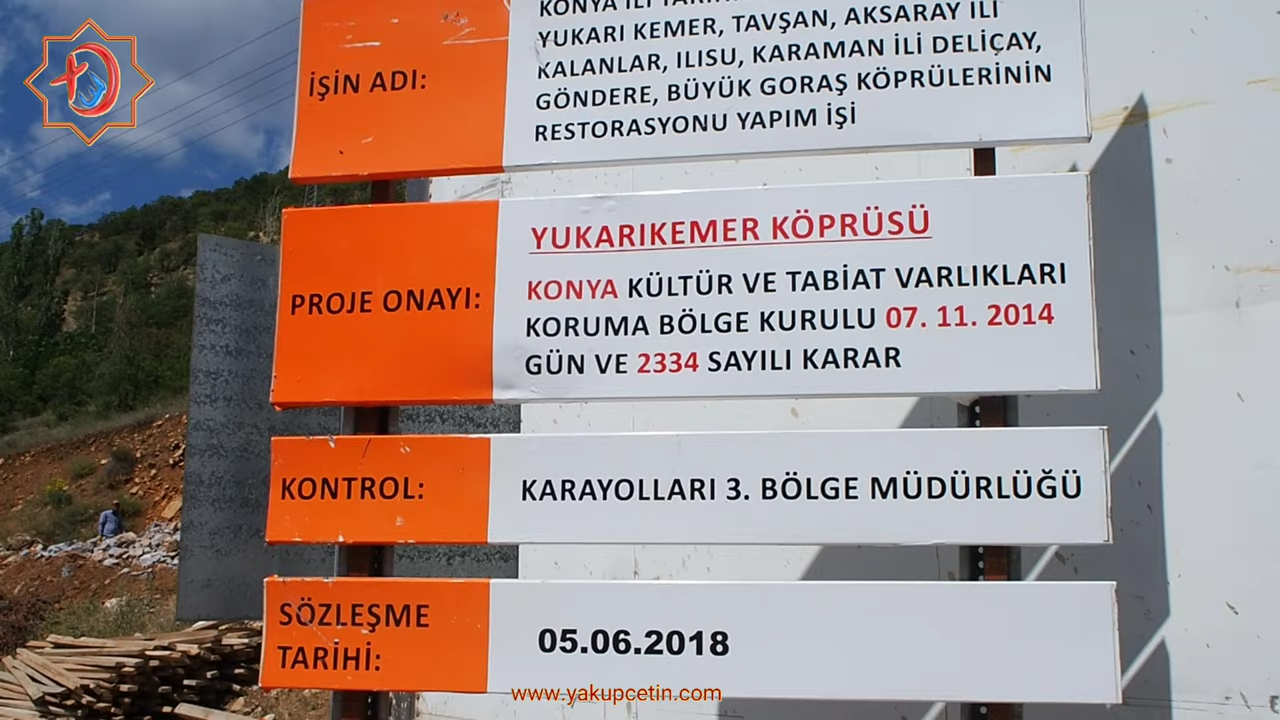 İŞİN ADI:
KONYA İLİ
YUKARI KEMER, TAVŞAN, AKSARAY İLİ
KALANLAR, ILISU, KARAMAN İLİ DELİÇAY,
GÖNDERE, BÜYÜK GORAŞ KÖPRÜLERİNİN
RESTORASYONU YAPIM İŞİ
PROJE ONAYI:
YUKARIKEMER KÖPRÜSÜ
KONYA KÜLTÜR VE TABİAT VARLIKLARI
KORUMA BÖLGE KURULU 07. 11. 2014
GÜN VE 2334 SAYILI KARAR
KONTROL:
KARAYOLLARI 3. BÖLGE MÜDÜRLÜĞÜ
SÖZLEŞME
TARİHİ:
05.06.2018
www.yakupcetin.com